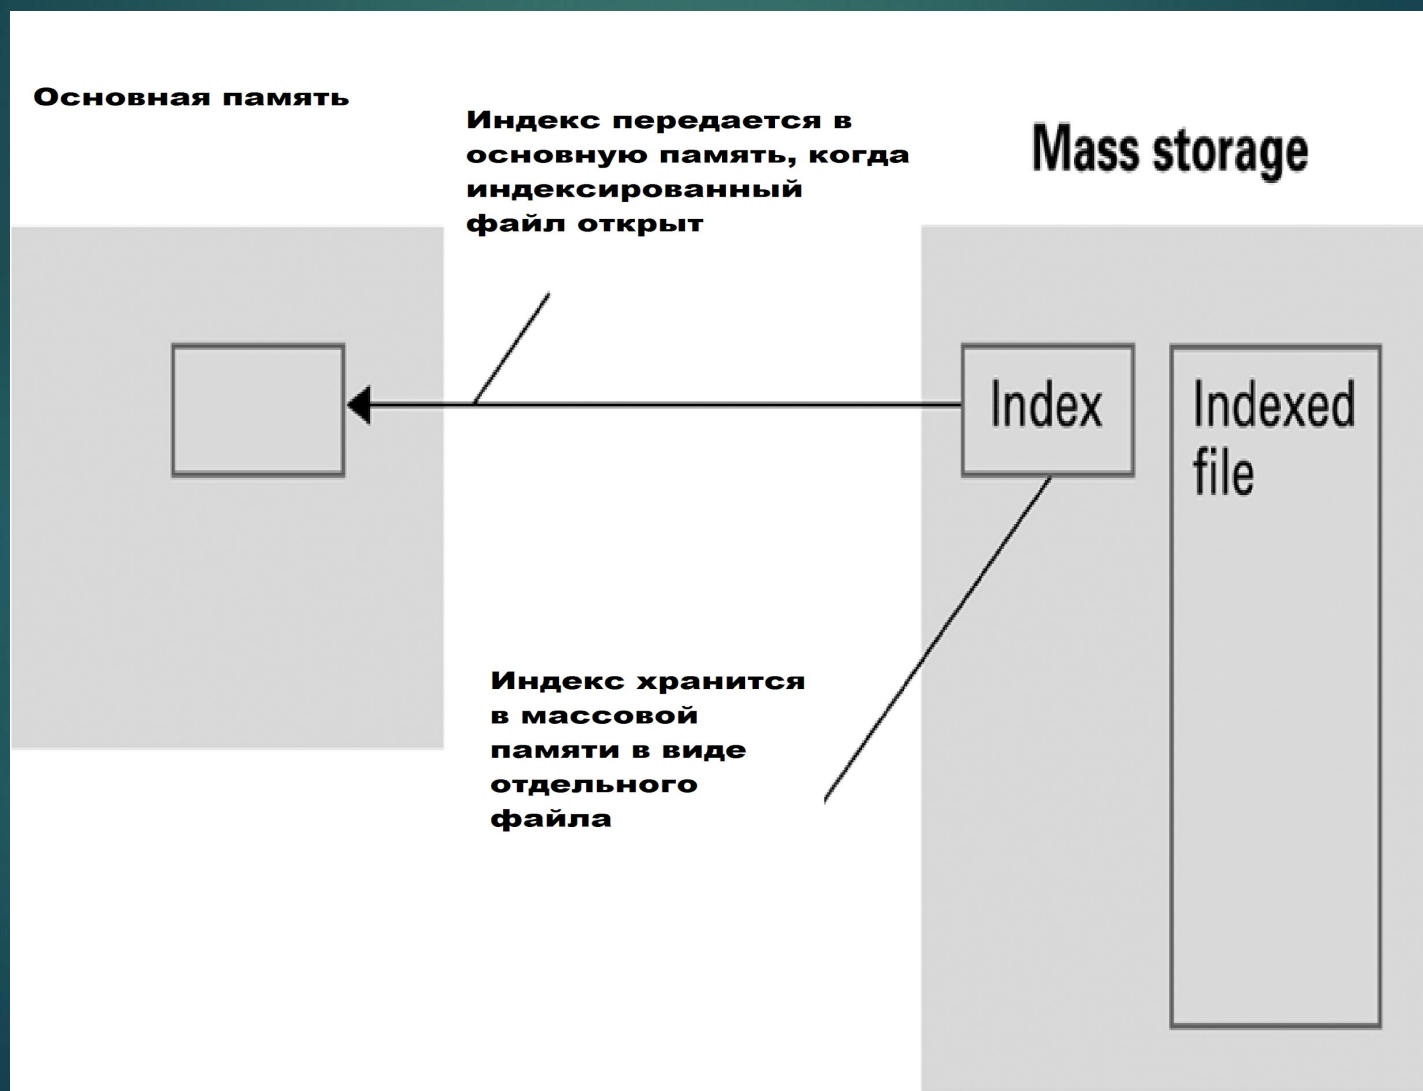 Основная память
Индекс передается в
основную память, когда
индексированный
файл открыт
Mass storage
Index
Indexed
file
Индекс хранится
в массовой
памяти в виде
отдельного
файла